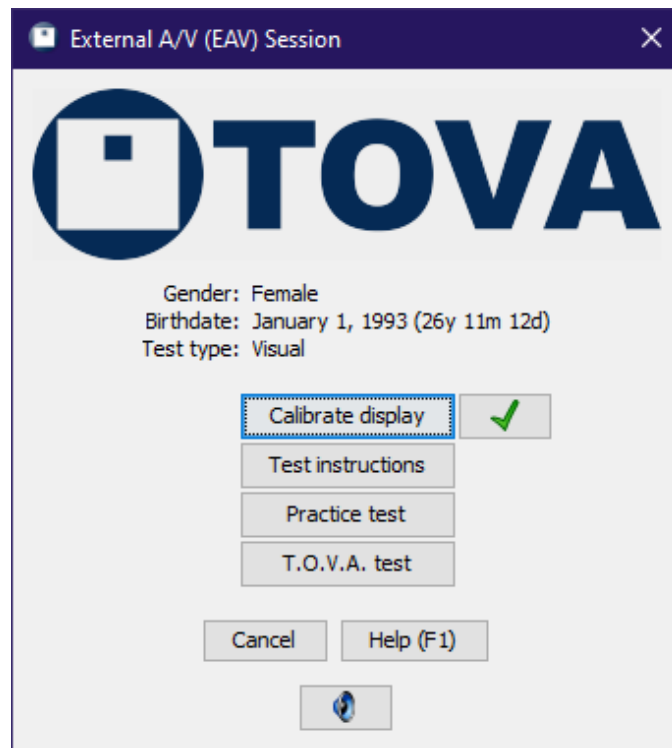 External A/V (EAV) Session
TOVA
Gender: Female
Birthdate: January 1, 1993 (26y 11m 12d)
Test type: Visual
Calibrate display
Test instructions
Practice test
T.O.V.A. test
Cancel Help (F1)